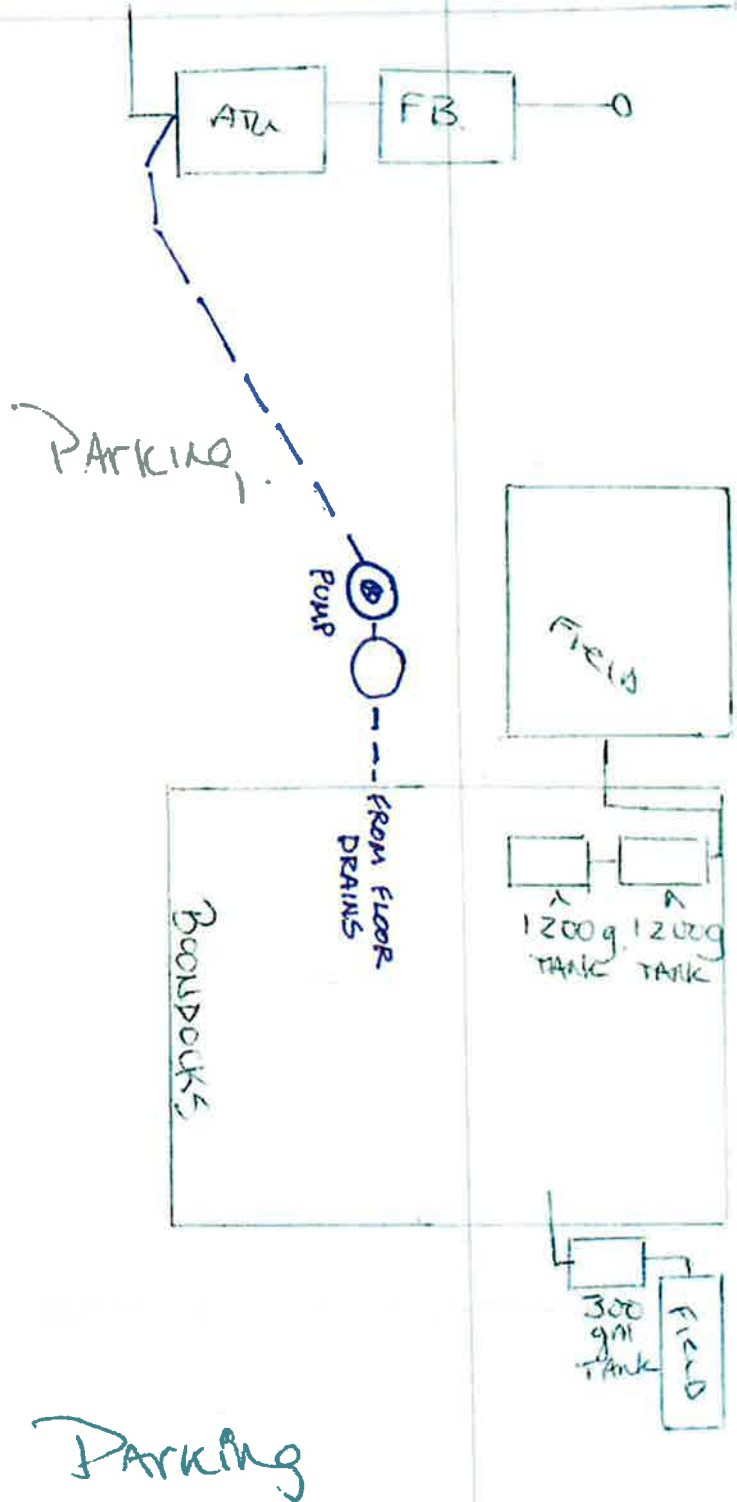 ATU
FB.
PARKING.
PUMP
Field
FROM FLOOR
DRAINS
1200g
TANK
1200g
TANK
BOONDOCKS
300
gal
TANK
FIELD
PARKING